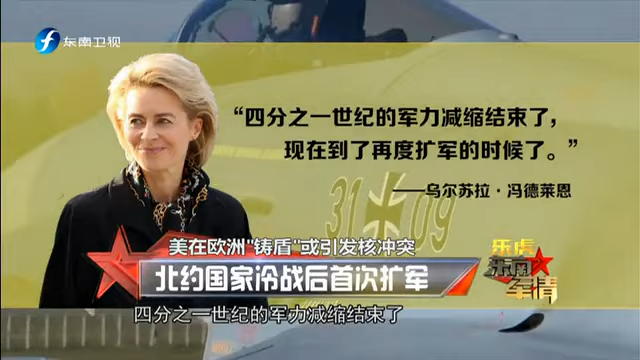 东南卫视
“四分之一世纪的军力减缩结束了,
现在到了再度扩军的时候了。”
——乌尔苏拉·冯德莱恩
31 09
美在欧洲"铸盾"或引发核冲突
北约国家冷战后首次扩军
乐虎
东南
军情
四分之一世纪的军力减缩结束了